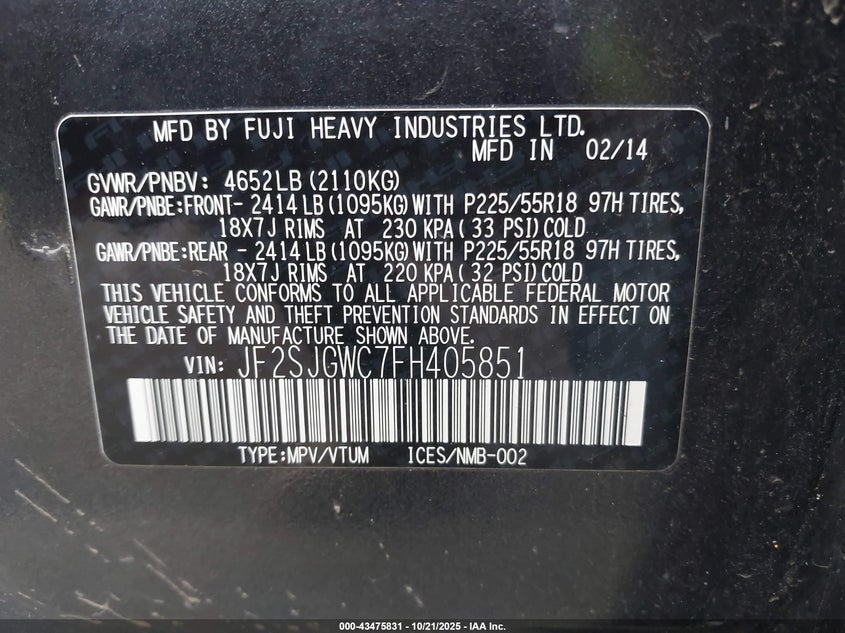 MFD BY FUJI HEAVY INDUSTRIES LTD.
MFD IN 02/14
GVWR/PNBV: 4652LB (2110KG)
GAWR/PNBE:FRONT- 2414 LB (1095KG) WITH P225/55R18 97H TIRES,
18X7J RIMS AT 230 KPA ( 33 PSI) COLD
GAWR/PNBE:REAR - 2414 LB (1095KG) WITH P225/55R18 97H TIRES,
18X7J RIMS AT 220 KPA ( 32 PSI) COLD
THIS VEHICLE CONFORMS TO ALL APPLICABLE FEDERAL MOTOR
VEHICLE SAFETY AND THEFT PREVENTION STANDARDS IN EFFECT ON
THE DATE OF MANUFACTURE SHOWN ABOVE.
VIN: JF2SJGWC7FH405851
TYPE:MPV/VTUM ICES/NMB-002
000-43475831 - 10/21/2025 - IAA Inc.